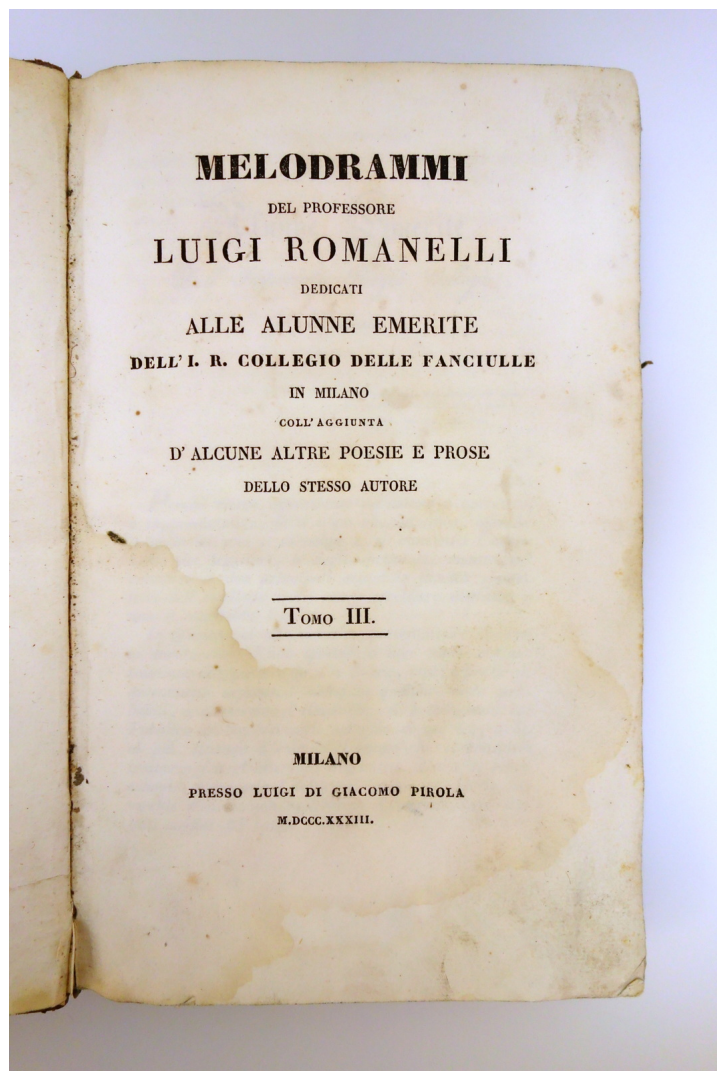 MELODRAMMI
DEL PROFESSORE
LUIGI ROMANELLI
DEDICATI
ALLE ALUNNE EMERITE
DELL' I. R. COLLEGIO DELLE FANCIULLE
IN MILANO
COLL' AGGIUNTA
D' ALCUNE ALTRE POESIE E PROSE
DELLO STESSO AUTORE
TOMO III.
MILANO
PRESSO LUIGI DI GIACOMO PIROLA
M.DCCC.XXXIII.